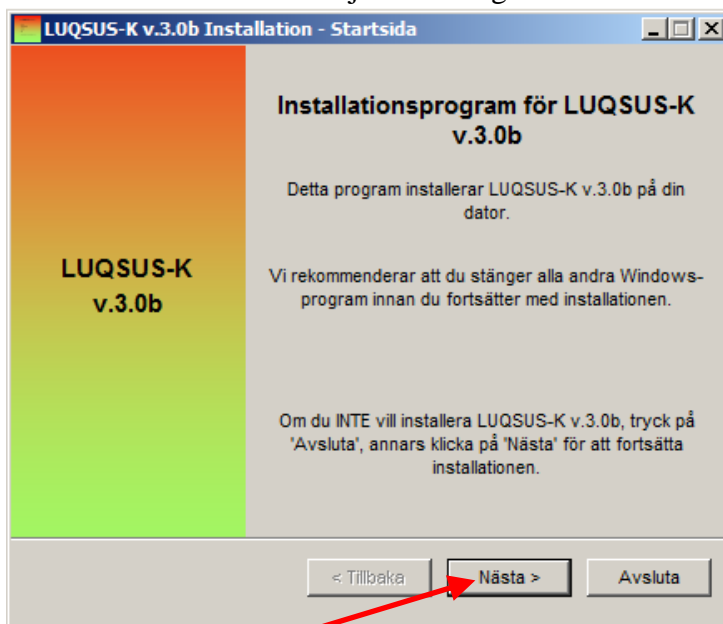 LUQSUS-K v.3.0b Installation - Startsida
Installationsprogram för LUQSUS-K
v.3.0b
Detta program installerar LUQSUS-K v.3.0b på din
dator.
LUQSUS-K
v.3.0b
Vi rekommenderar att du stänger alla andra Windows-
program innan du fortsätter med installationen.
Om du INTE vill installera LUQSUS-K v.3.0b, tryck på
'Avsluta', annars klicka på 'Nästa' för att fortsätta
installationen.
< Tillbaka
Nästa >
Avsluta